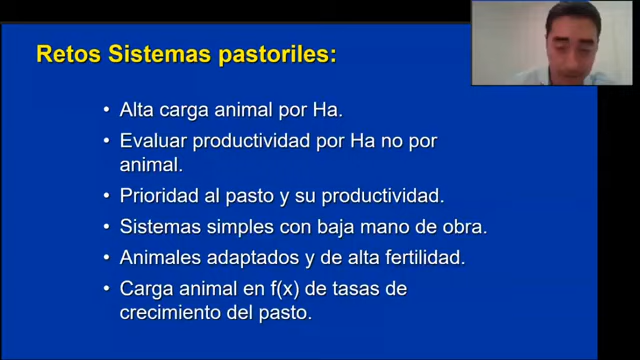 Retos Sistemas pastoriles:
• Alta carga animal por Ha.
• Evaluar productividad por Ha no por
animal.
• Prioridad al pasto y su productividad.
• Sistemas simples con baja mano de obra.
• Animales adaptados y de alta fertilidad.
• Carga animal en f(x) de tasas de
crecimiento del pasto.